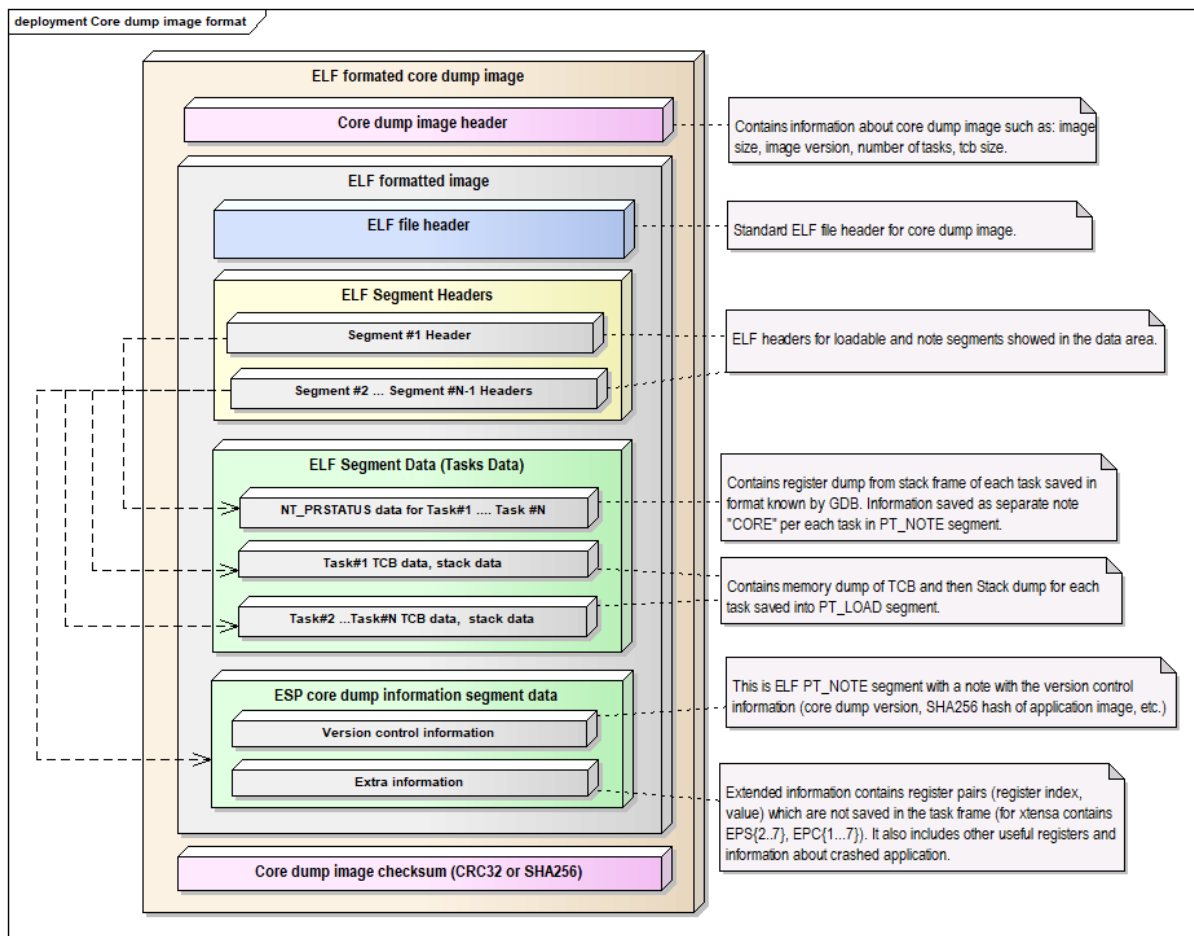 deployment Core dump image format
ELF formated core dump image
Core dump image header
Contains information about core dump image such as: image
size, image version, number of tasks, tcb size.
ELF formatted image
ELF file header
Standard ELF file header for core dump image.
ELF Segment Headers
Segment #1 Header
ELF headers for loadable and note segments showed in the data area.
Segment #2 ... Segment #N-1 Headers
ELF Segment Data (Tasks Data)
NT_PRSTATUS data for Task#1 .... Task #N
Contains register dump from stack frame of each task saved in
format known by GDB. Information saved as separate note
"CORE" per each task in PT_NOTE segment.
Task#1 TCB data, stack data
Contains memory dump of TCB and then Stack dump for each
task saved into PT_LOAD segment.
Task#2 ...Task#N TCB data, stack data
ESP core dump information segment data
This is ELF PT_NOTE segment with a note with the version control
information (core dump version, SHA256 hash of application image, etc.)
Version control information
Extra information
Extended information contains register pairs (register index,
value) which are not saved in the task frame (for xtensa contains
EPS{2..7}, EPC{1...7}). It also includes other useful registers and
information about crashed application.
Core dump image checksum (CRC32 or SHA256)